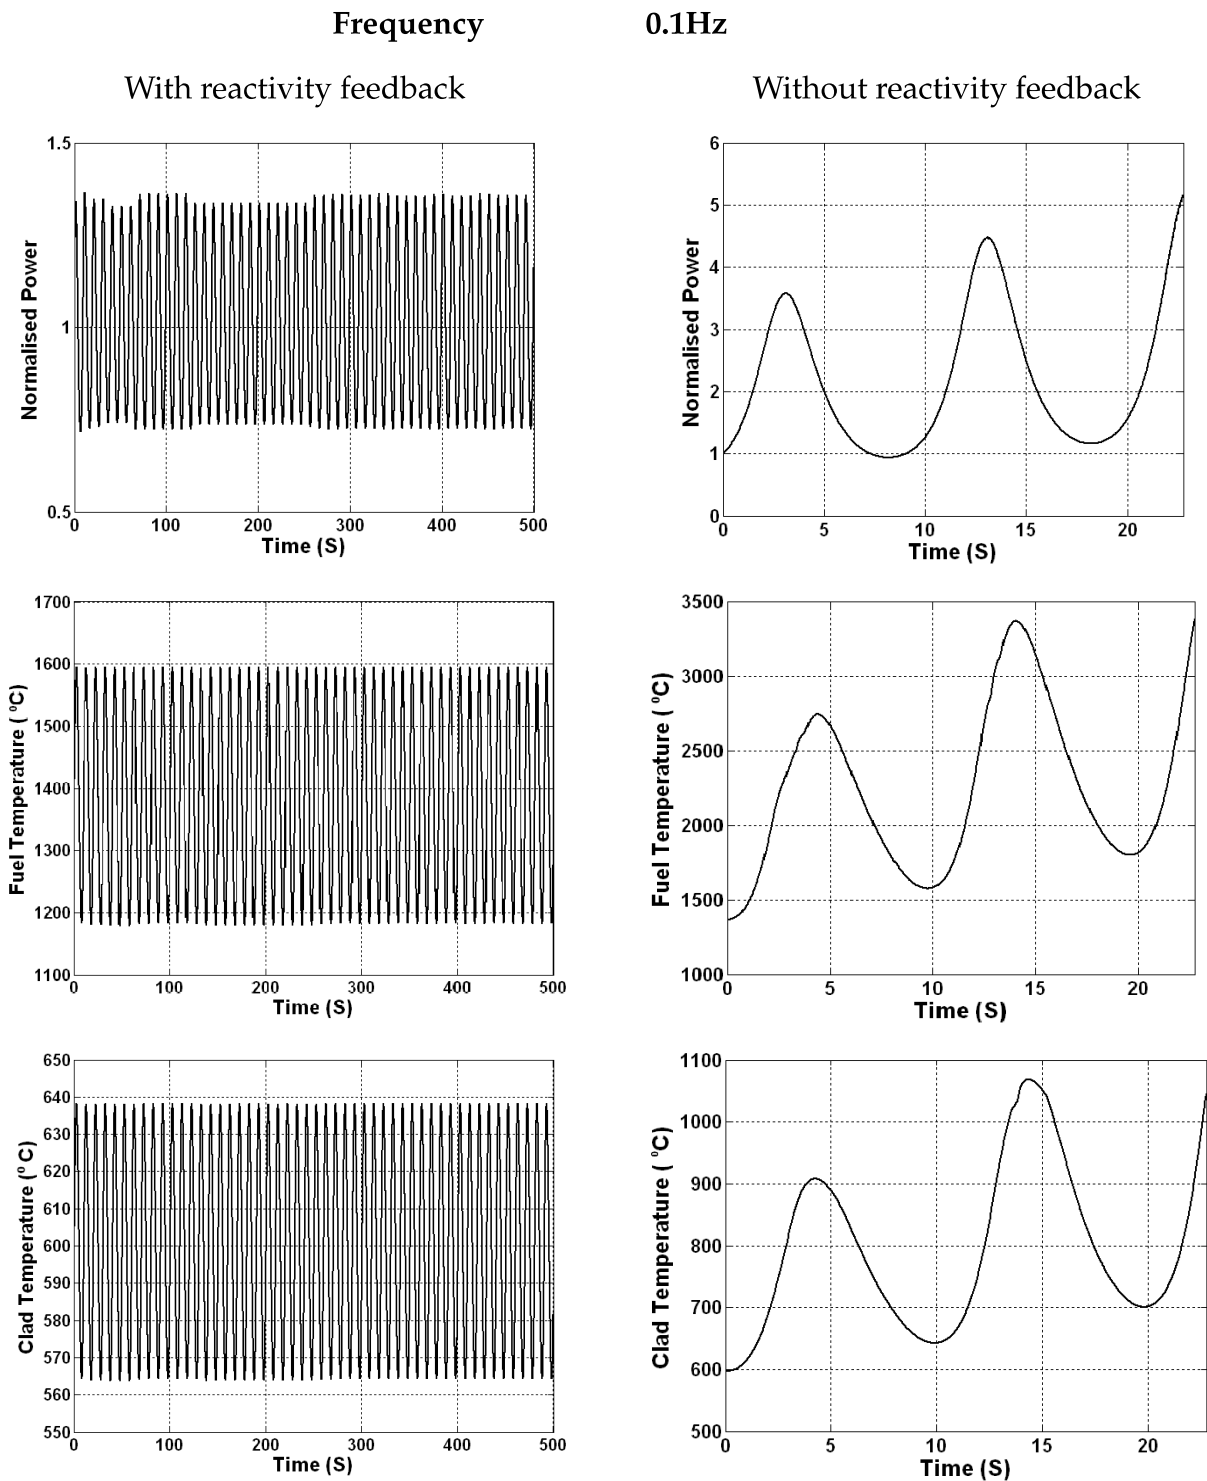 Frequency 0.1Hz
With reactivity feedback
Without reactivity feedback
1.5
1
0.5
Normalised Power
0 100 200 300 400 500
Time (S)
6
5
4
3
2
1
0
Normalised Power
0 5 10 15 20
Time (S)
1700
1600
1500
1400
1300
1200
1100
Fuel Temperature ( ⁰C)
0 100 200 300 400 500
Time (S)
3500
3000
2500
2000
1500
1000
Fuel Temperature ( ⁰C)
0 5 10 15 20
Time (S)
650
640
630
620
610
600
590
580
570
560
550
Clad Temperature (⁰ C)
0 100 200 300 400 500
Time (S)
1100
1000
900
800
700
600
500
Clad Temperature ( ⁰C)
0 5 10 15 20
Time (S)